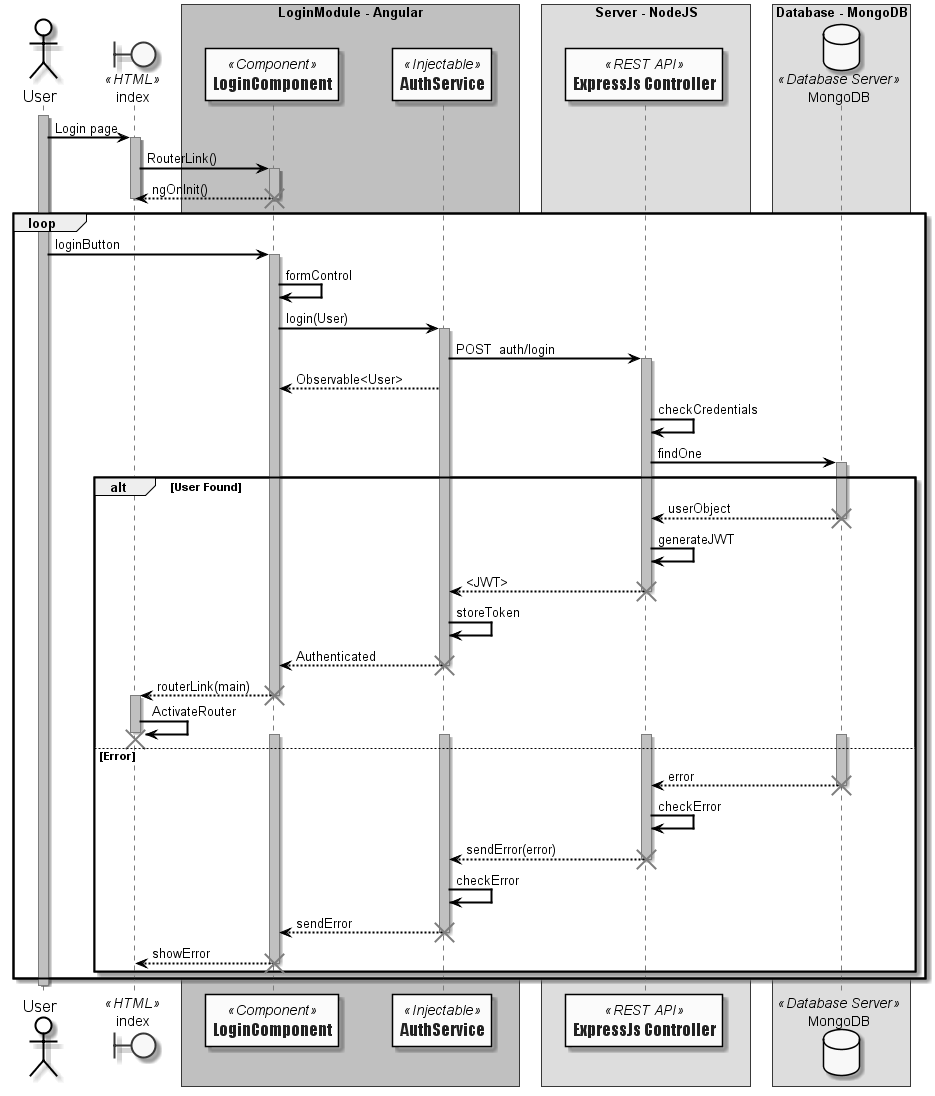 LoginModule - Angular
Server - NodeJS
Database - MongoDB
User
«HTML»
index
«Component»
LoginComponent
«Injectable»
AuthService
«REST API»
ExpressJs Controller
«Database Server»
MongoDB
Login page
RouterLink()
ngOnInit()
loop
loginButton
formControl
login(User)
POST auth/login
Observable<User>
checkCredentials
findOne
alt
[User Found]
userObject
generateJWT
<JWT>
storeToken
Authenticated
routerLink(main)
ActivateRouter
[Error]
error
checkError
sendError(error)
checkError
sendError
showError
User
«HTML»
index
«Component»
LoginComponent
«Injectable»
AuthService
«REST API»
ExpressJs Controller
«Database Server»
MongoDB